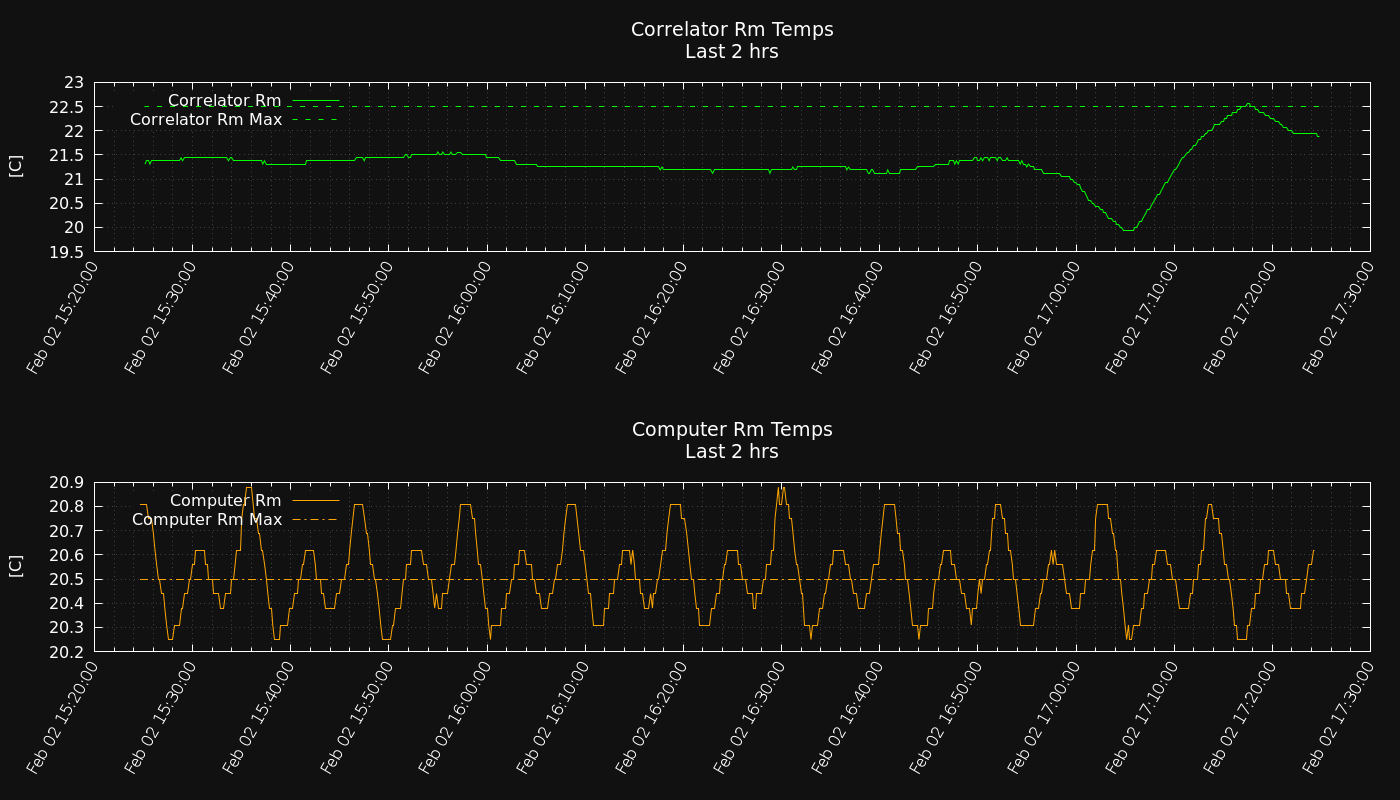 Correlator Rm Temps
Last 2 hrs
[C]
23
22.5
22
21.5
21
20.5
20
19.5
Correlator Rm
Correlator Rm Max
Feb 02 15:20:00
Feb 02 15:30:00
Feb 02 15:40:00
Feb 02 15:50:00
Feb 02 16:00:00
Feb 02 16:10:00
Feb 02 16:20:00
Feb 02 16:30:00
Feb 02 16:40:00
Feb 02 16:50:00
Feb 02 17:00:00
Feb 02 17:10:00
Feb 02 17:20:00
Feb 02 17:30:00
Computer Rm Temps
Last 2 hrs
[C]
20.9
20.8
20.7
20.6
20.5
20.4
20.3
20.2
Computer Rm
Computer Rm Max
Feb 02 15:20:00
Feb 02 15:30:00
Feb 02 15:40:00
Feb 02 15:50:00
Feb 02 16:00:00
Feb 02 16:10:00
Feb 02 16:20:00
Feb 02 16:30:00
Feb 02 16:40:00
Feb 02 16:50:00
Feb 02 17:00:00
Feb 02 17:10:00
Feb 02 17:20:00
Feb 02 17:30:00